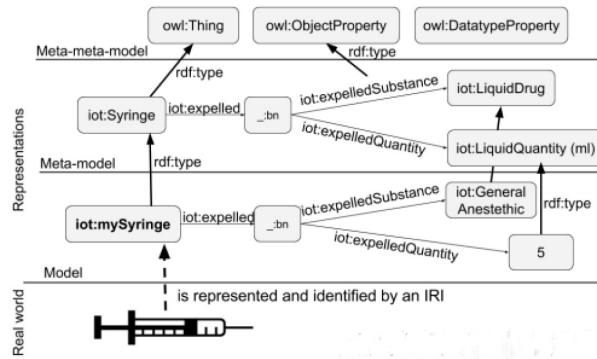 owl:Thing
owl:ObjectProperty
owl:DatatypeProperty
Meta-meta-model
rdf:type
rdf:type
iot:Syringe
iot:expelled
_:bn
iot:expelledSubstance
iot:expelledQuantity
iot:LiquidDrug
iot:LiquidQuantity (ml)
Representations
Meta-model
rdf:type
iot:mySyringe
iot:expelled
_:bn
iot:expelledSubstance
iot:expelledQuantity
iot:General
Anestethic
rdf:type
5
Model
is represented and identified by an IRI
Real world